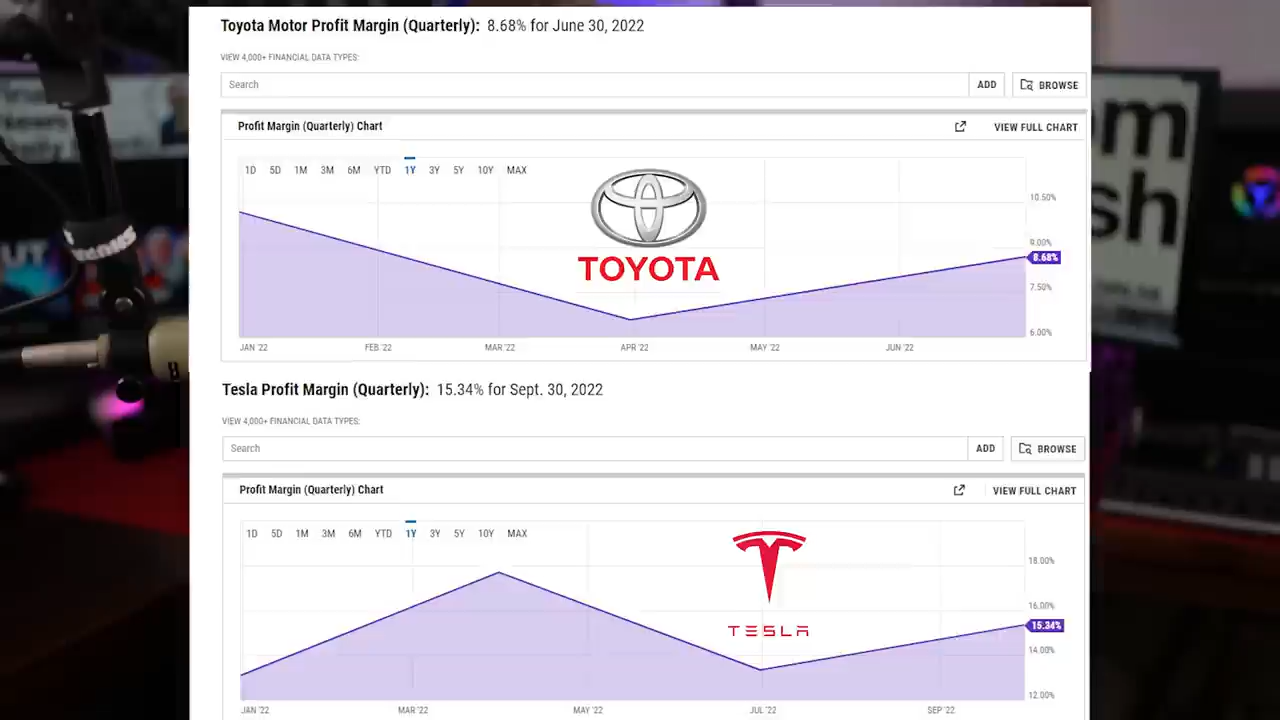 Toyota Motor Profit Margin (Quarterly): 8.68% for June 30, 2022
VIEW 4,000+ FINANCIAL DATA TYPES:
Search ADD BROWSE
Profit Margin (Quarterly) Chart VIEW FULL CHART
1D 5D 1M 3M 6M YTD 1Y 3Y 5Y 10Y MAX
TOYOTA
10.50%
9.00%
8.68%
7.50%
6.00%
JAN '22 FEB '22 MAR '22 APR '22 MAY '22 JUN '22
Tesla Profit Margin (Quarterly): 15.34% for Sept. 30, 2022
VIEW 4,000+ FINANCIAL DATA TYPES:
Search ADD BROWSE
Profit Margin (Quarterly) Chart VIEW FULL CHART
1D 5D 1M 3M 6M YTD 1Y 3Y 5Y 10Y MAX
TESLA
18.00%
16.00%
15.34%
14.00%
12.00%
JAN '22 MAR '22 MAY '22 JUL '22 SEP '22